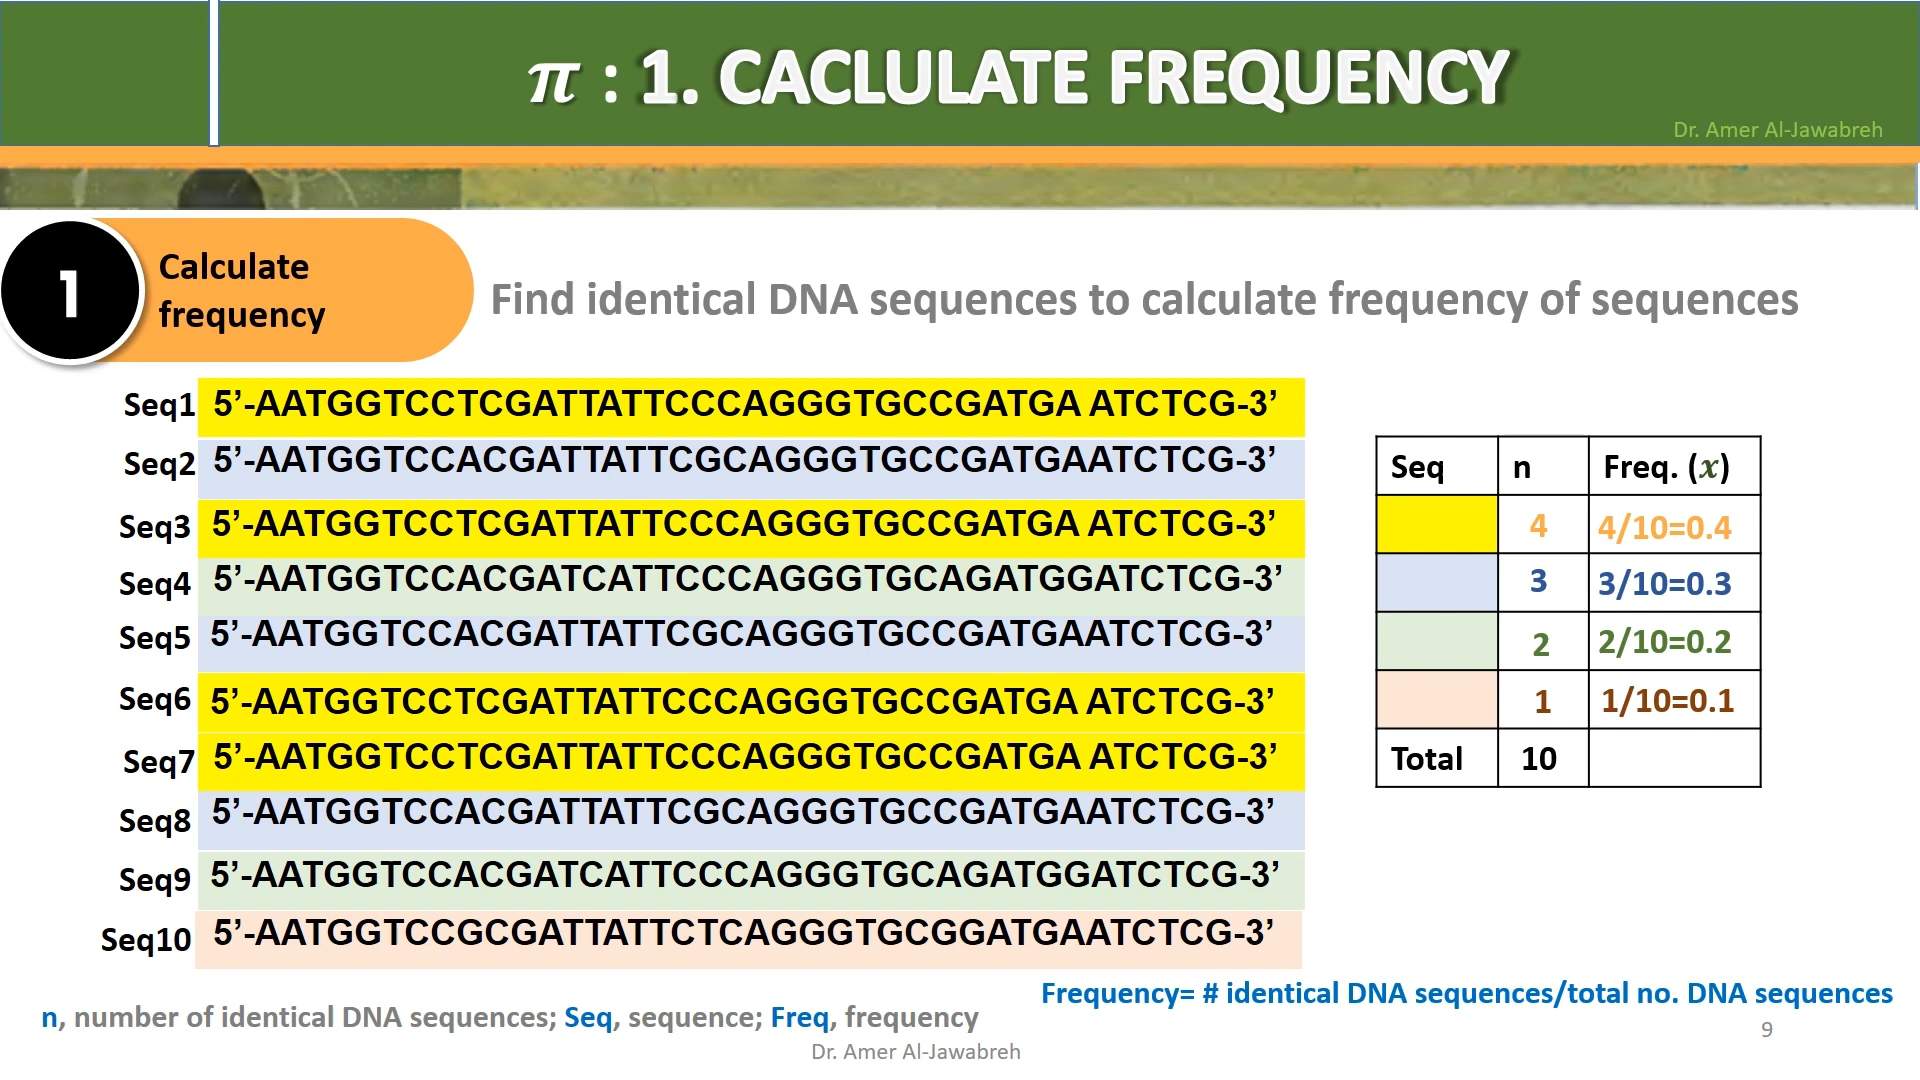 π : 1. CACLULATE FREQUENCY
Dr. Amer Al-Jawabreh
1
Calculate
frequency
Find identical DNA sequences to calculate frequency of sequences
Seq1 5’-AATGGTCCTCGATTATTCCCAGGGTGCCGATGA ATCTCG-3’
Seq2 5’-AATGGTCCACGATTATTCGCAGGGTGCCGATGAATCTCG-3’
Seq3 5’-AATGGTCCTCGATTATTCCCAGGGTGCCGATGA ATCTCG-3’
Seq4 5’-AATGGTCCACGATCATTCCCAGGGTGCAGATGGATCTCG-3’
Seq5 5’-AATGGTCCACGATTATTCGCAGGGTGCCGATGAATCTCG-3’
Seq6 5’-AATGGTCCTCGATTATTCCCAGGGTGCCGATGA ATCTCG-3’
Seq7 5’-AATGGTCCTCGATTATTCCCAGGGTGCCGATGA ATCTCG-3’
Seq8 5’-AATGGTCCACGATTATTCGCAGGGTGCCGATGAATCTCG-3’
Seq9 5’-AATGGTCCACGATCATTCCCAGGGTGCAGATGGATCTCG-3’
Seq10 5’-AATGGTCCGCGATTATTCTCAGGGTGCGGATGAATCTCG-3’
Seq n Freq. (x)
4 4/10=0.4
3 3/10=0.3
2 2/10=0.2
1 1/10=0.1
Total 10
Frequency= # identical DNA sequences/total no. DNA sequences
n, number of identical DNA sequences; Seq, sequence; Freq, frequency
9
Dr. Amer Al-Jawabreh